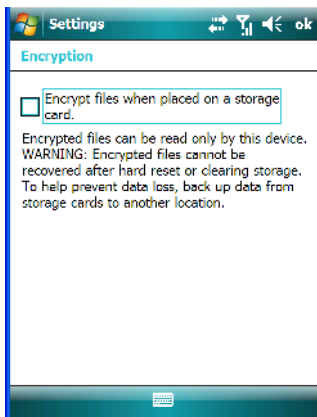 Settings
ok
Encryption
Encrypt files when placed on a storage
card.
Encrypted files can be read only by this device.
WARNING: Encrypted files cannot be
recovered after hard reset or clearing storage.
To help prevent data loss, back up data from
storage cards to another location.